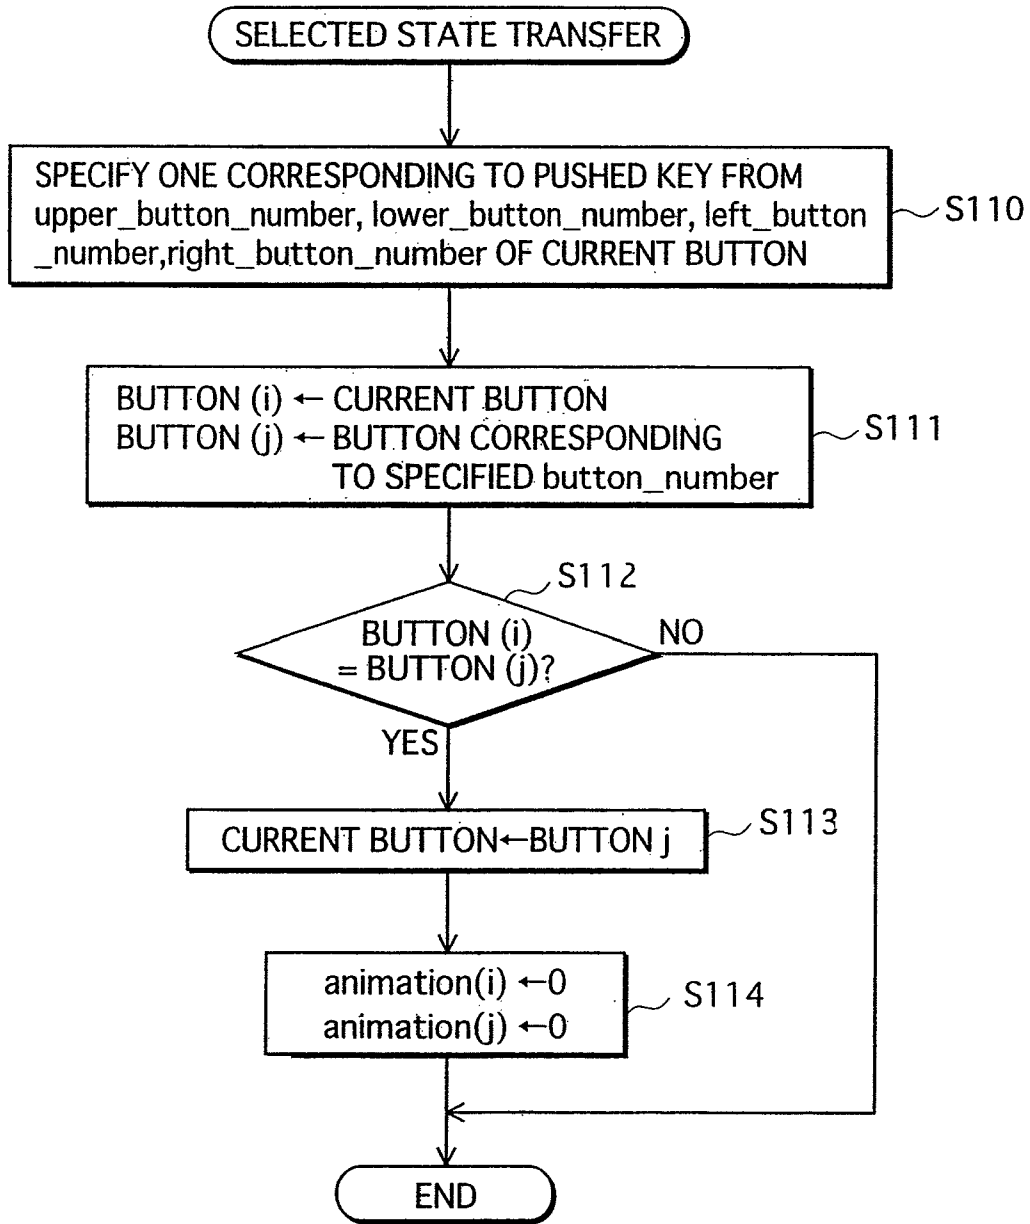 SELECTED STATE TRANSFER
SPECIFY ONE CORRESPONDING TO PUSHED KEY FROM
upper_button_number, lower_button_number, left_button
_number,right_button_number OF CURRENT BUTTON
S110
BUTTON (i) ← CURRENT BUTTON
BUTTON (j) ← BUTTON CORRESPONDING
TO SPECIFIED button_number
S111
S112
BUTTON (i)
= BUTTON (j)?
NO
YES
CURRENT BUTTON←BUTTON j
S113
animation(i) ←0
animation(j) ←0
S114
END